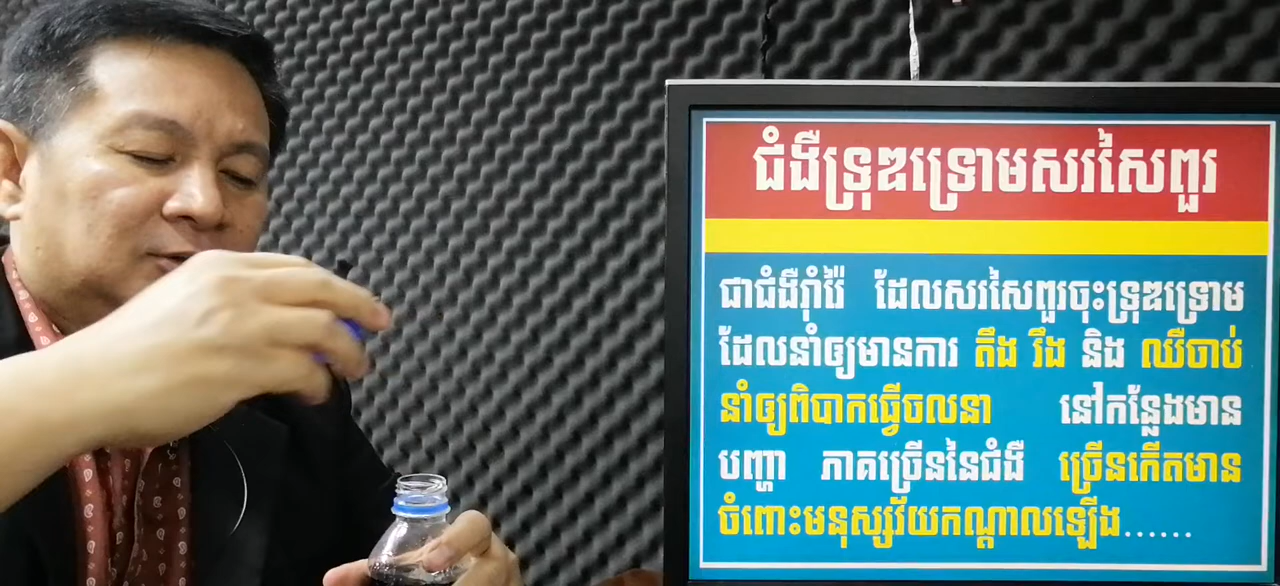 ជំងឺទ្រុឌទ្រោមសរសៃពួរ
ជាជំងឺរ៉ាំរ៉ៃ ដែលសរសៃពួរចុះទ្រុឌទ្រោម
ដែលនាំឲ្យមានការ តឹង រឹង និង ឈឺចាប់
នាំឲ្យពិបាកធ្វើចលនា នៅកន្លែងមាន
បញ្ហា ភាគច្រើននៃជំងឺ ច្រើនកើតមាន
ចំពោះមនុស្សវ័យកណ្តាលឡើង......